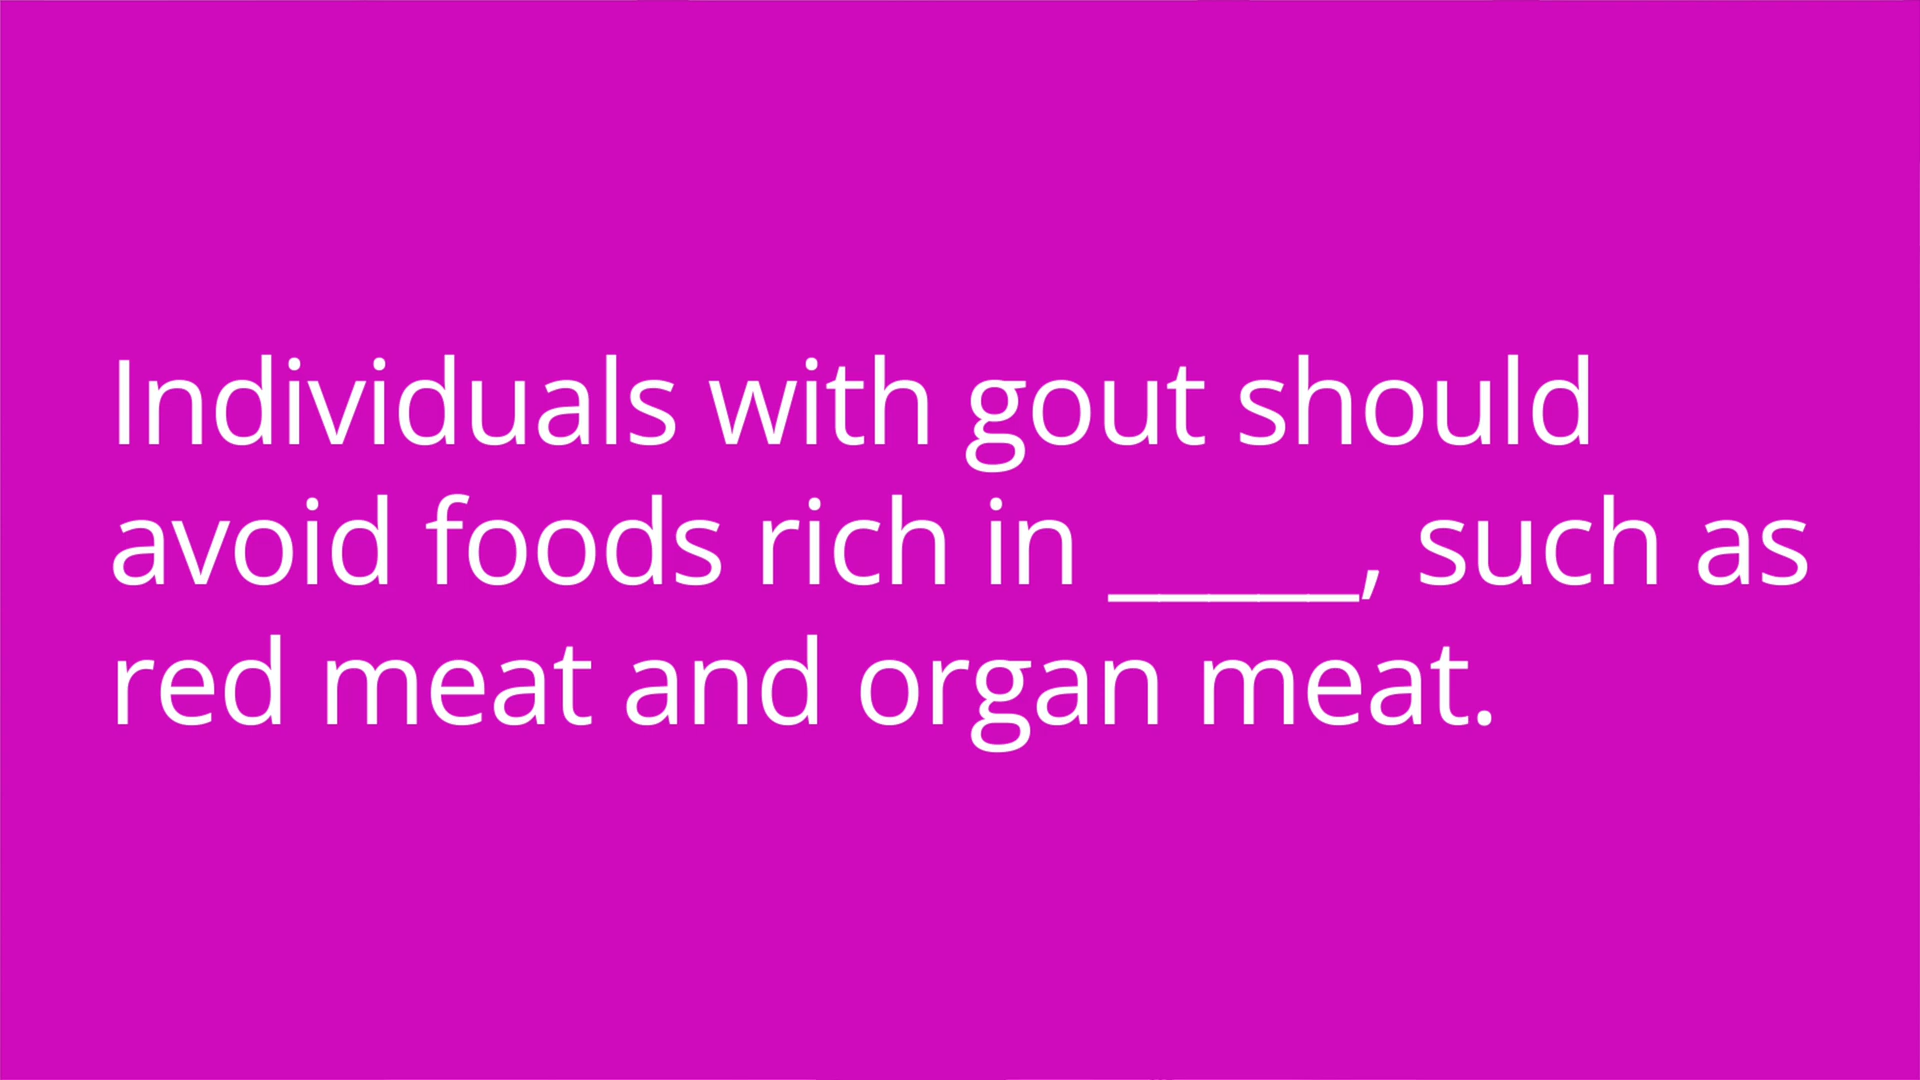 Individuals with gout should
avoid foods rich in _____, such as
red meat and organ meat.